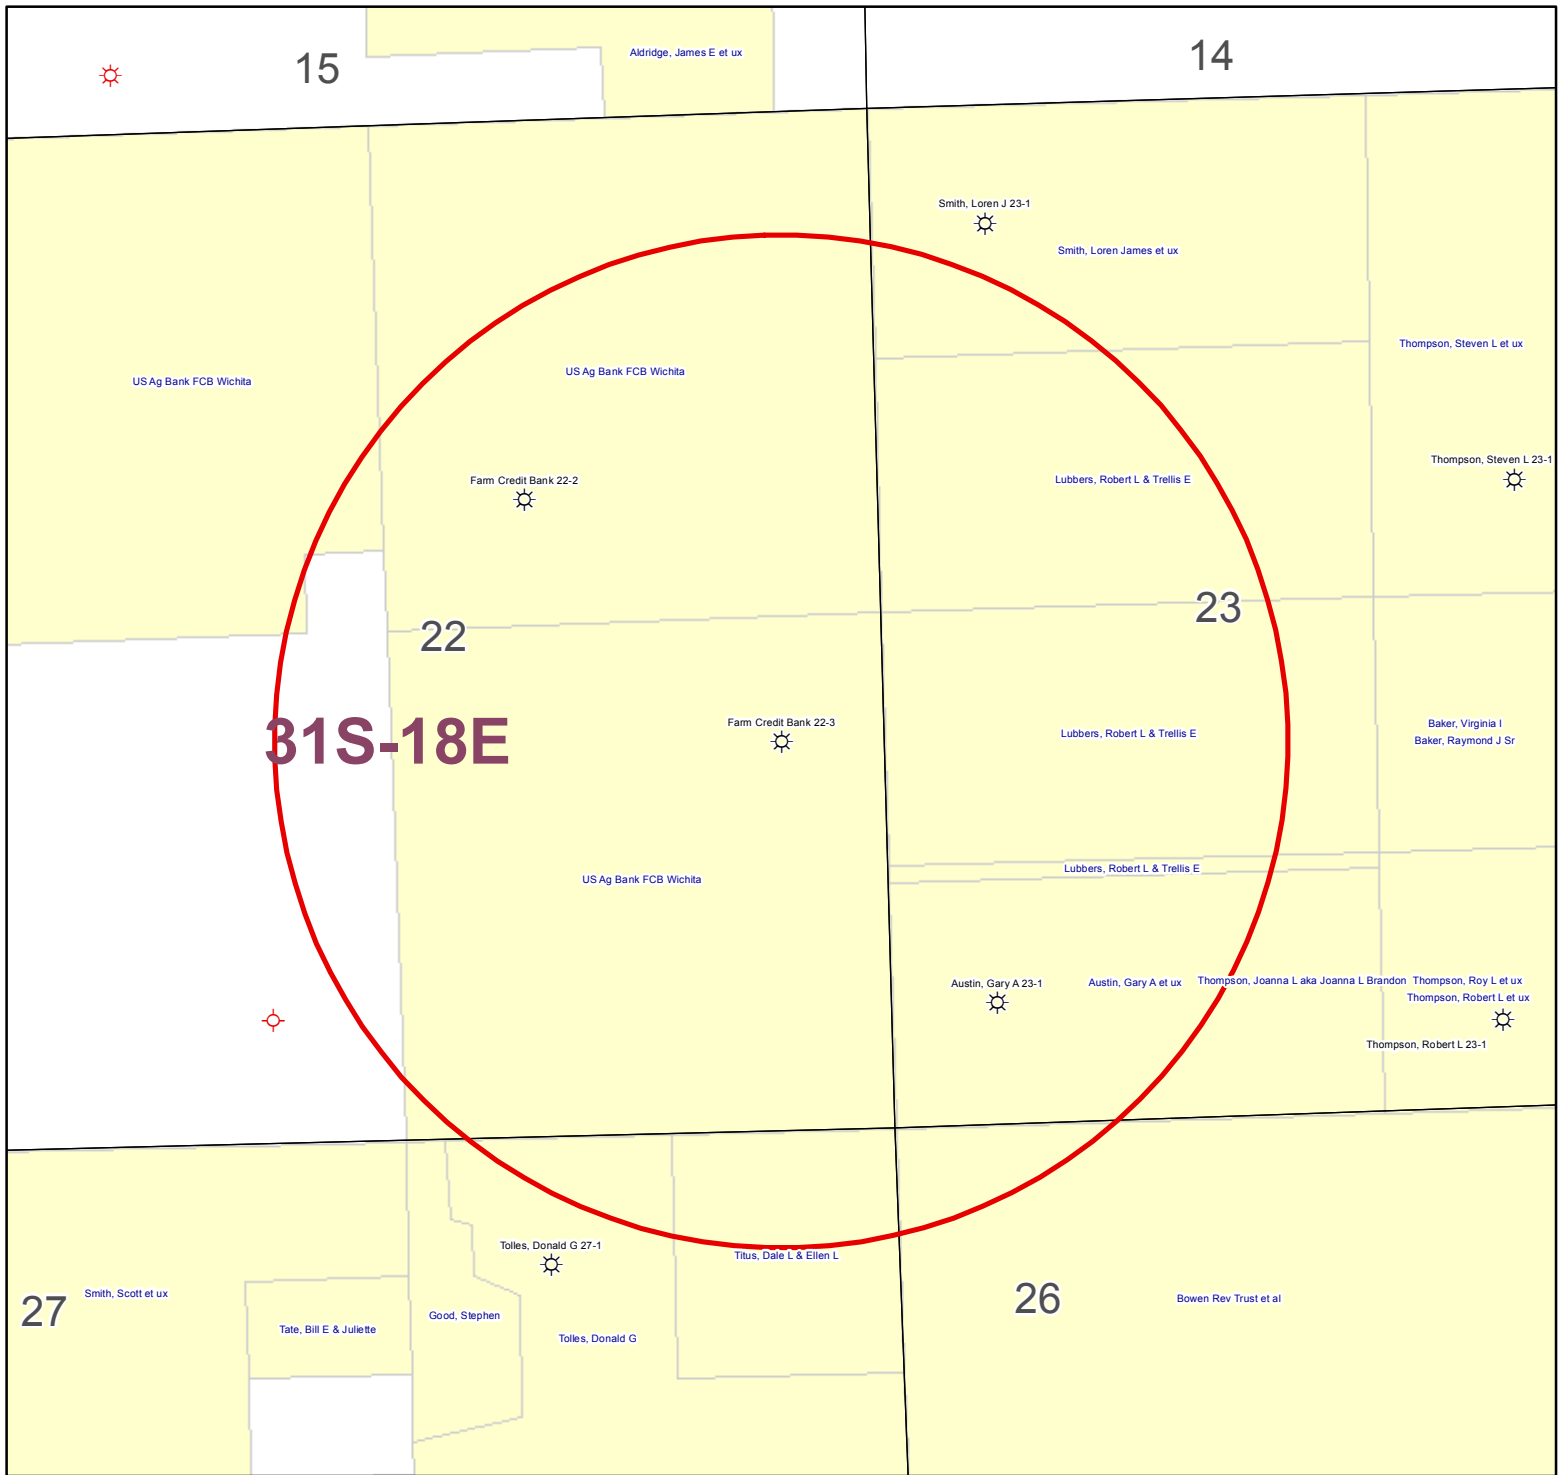 Aldridge, James E et ux
15
14
Smith, Loren J 23-1
Smith, Loren James et ux
Thompson, Steven L et ux
US Ag Bank FCB Wichita
US Ag Bank FCB Wichita
Thompson, Steven L 23-1
Farm Credit Bank 22-2
Lubbers, Robert L & Trellis E
22
23
31S-18E
Farm Credit Bank 22-3
Lubbers, Robert L & Trellis E
Baker, Virginia I
Baker, Raymond J Sr
Lubbers, Robert L & Trellis E
US Ag Bank FCB Wichita
Austin, Gary A 23-1
Austin, Gary A et ux
Thompson, Joanna L aka Joanna L Brandon
Thompson, Roy L et ux
Thompson, Robert L et ux
Thompson, Robert L 23-1
Tolles, Donald G 27-1
Titus, Dale L & Ellen L
27
Smith, Scott et ux
26
Bowen Rev Trust et al
Good, Stephen
Tate, Bill E & Juliette
Tolles, Donald G